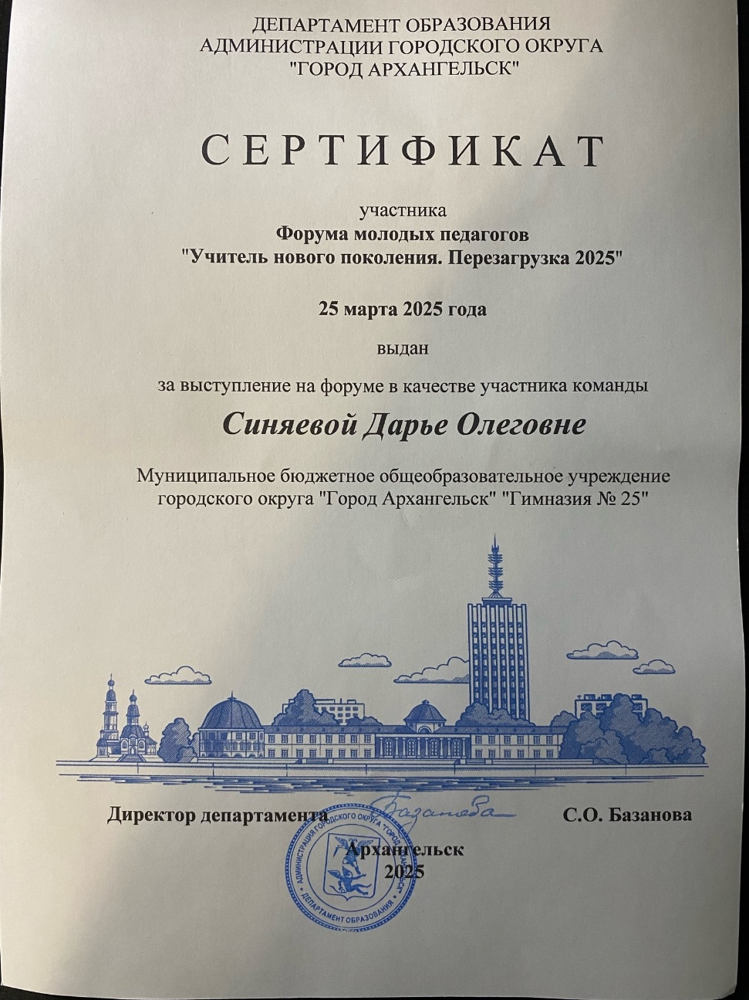 ДЕПАРТАМЕНТ ОБРАЗОВАНИЯ
АДМИНИСТРАЦИИ ГОРОДСКОГО ОКРУГА
"ГОРОД АРХАНГЕЛЬСК"
СЕРТИФИКАТ
участника
Форума молодых педагогов
"Учитель нового поколения. Перезагрузка 2025"
25 марта 2025 года
выдан
за выступление на форуме в качестве участника команды
Синяевой Дарье Олеговне
Муниципальное бюджетное общеобразовательное учреждение
городского округа "Город Архангельск" "Гимназия № 25"
Директор департамента Базанова С.О. Базанова
АДМИНИСТРАЦИЯ ГОРОДСКОГО ОКРУГА "ГОРОД АРХАНГЕЛЬСК"
ДЕПАРТАМЕНТ ОБРАЗОВАНИЯ
Архангельск
2025